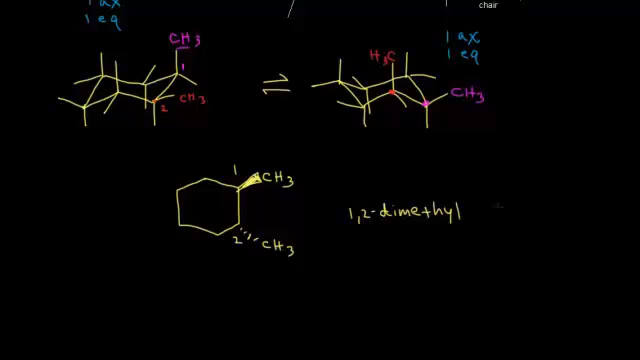 1 ax
1 eq
chair
CH3
1
2 CH3
⇌
H3C
1 ax
1 eq
CH3
1
CH3
2
CH3
1,2-dimethyl